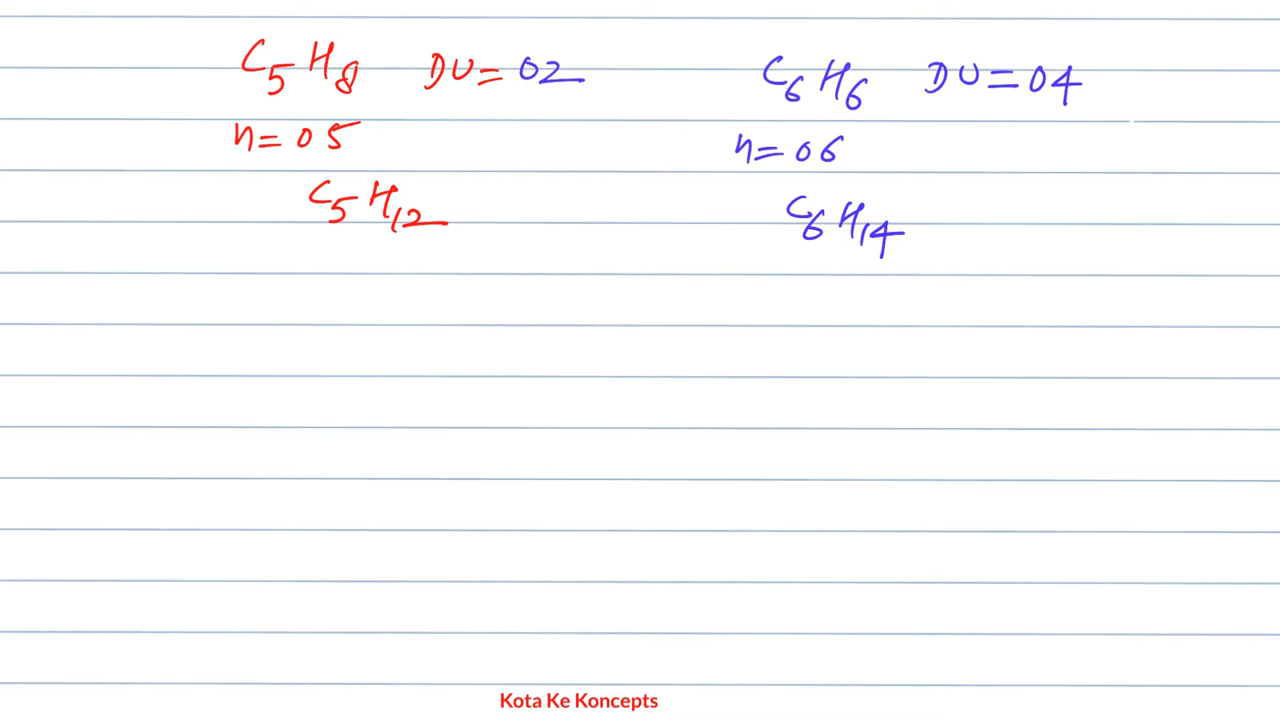 C5H8 DU = 02
n = 05
C5H12
C6H6 DU = 04
n = 06
C6H14
Kota Ke Koncepts